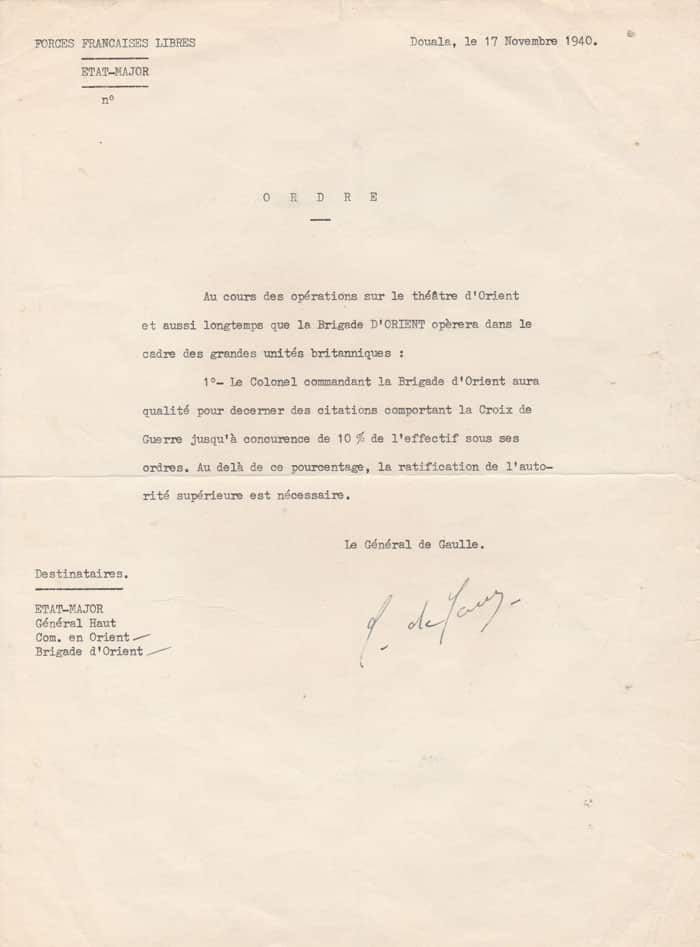 FORCES FRANCAISES LIBRES
Douala, le 17 Novembre 1940.
ETAT-MAJOR
n°
O R D R E
Au cours des opérations sur le théâtre d'Orient
et aussi longtemps que la Brigade D'ORIENT opèrera dans le
cadre des grandes unités britanniques :
1°- Le Colonel commandant la Brigade d'Orient aura
qualité pour decerner des citations comportant la Croix de
Guerre jusqu'à concurence de 10 % de l'effectif sous ses
ordres. Au delà de ce pourcentage, la ratification de l'auto-
rité supérieure est nécessaire.
Le Général de Gaulle.
Destinataires.
ETAT-MAJOR
Général Haut
Com. en Orient
Brigade d'Orient